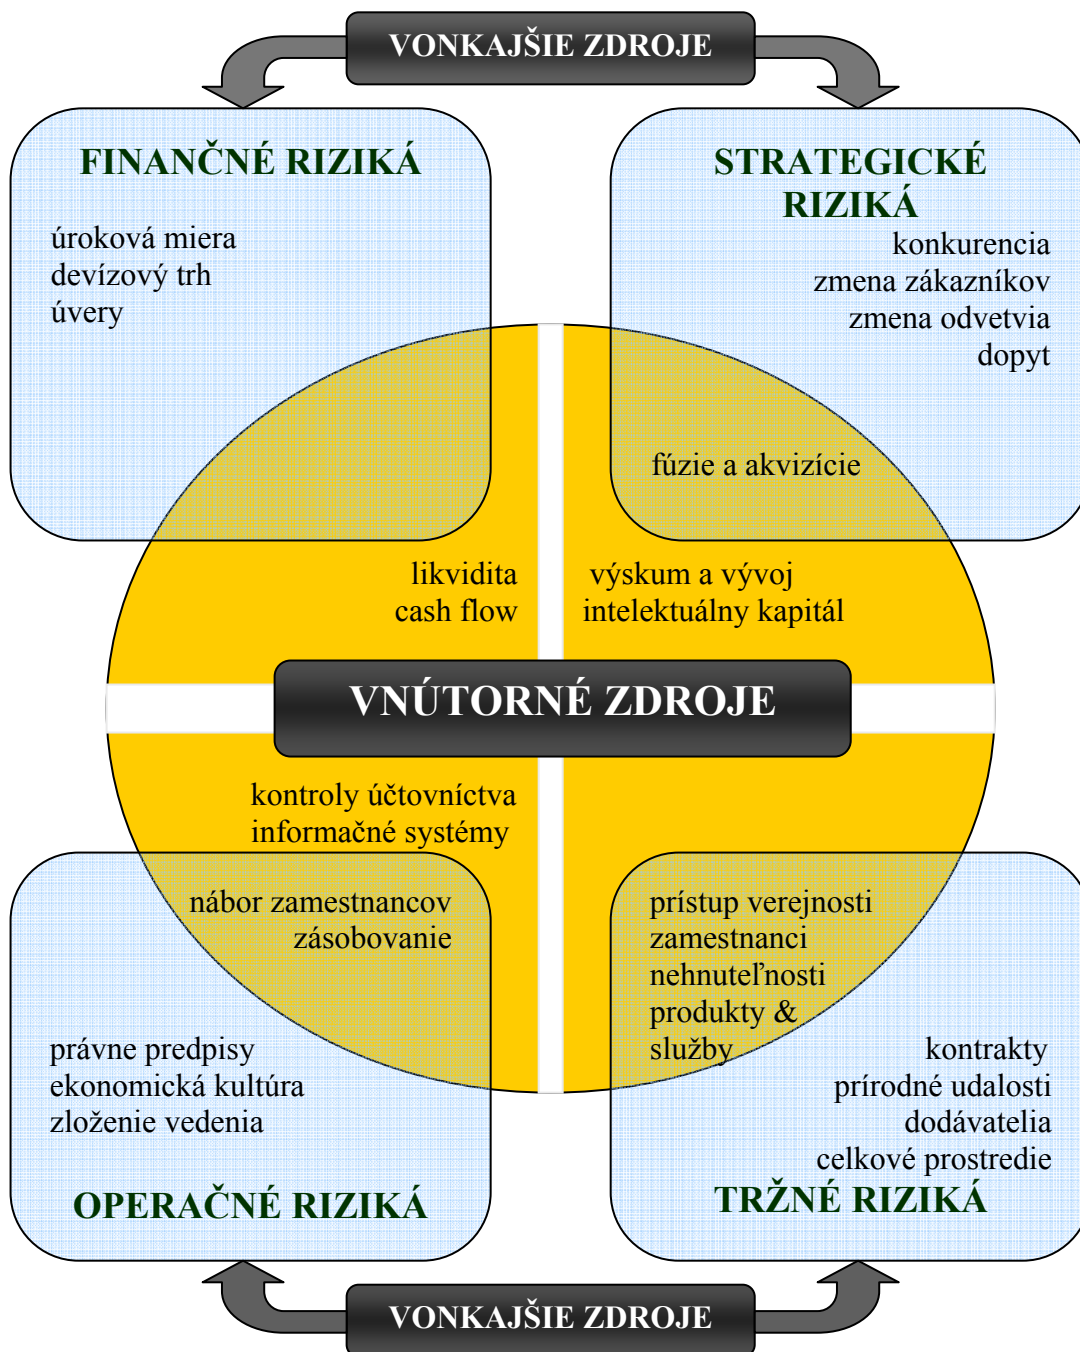 VONKAJŠIE ZDROJE
FINANČNÉ RIZIKÁ
úroková miera
devízový trh
úvery
STRATEGICKÉ
RIZIKÁ
konkurencia
zmena zákazníkov
zmena odvetvia
dopyt
fúzie a akvizície
likvidita
cash flow
výskum a vývoj
intelektuálny kapitál
VNÚTORNÉ ZDROJE
kontroly účtovníctva
informačné systémy
nábor zamestnancov
zásobovanie
právne predpisy
ekonomická kultúra
zloženie vedenia
OPERAČNÉ RIZIKÁ
prístup verejnosti
zamestnanci
nehnuteľnosti
produkty &
služby
kontrakty
prírodné udalosti
dodávatelia
celkové prostredie
TRŽNÉ RIZIKÁ
VONKAJŠIE ZDROJE